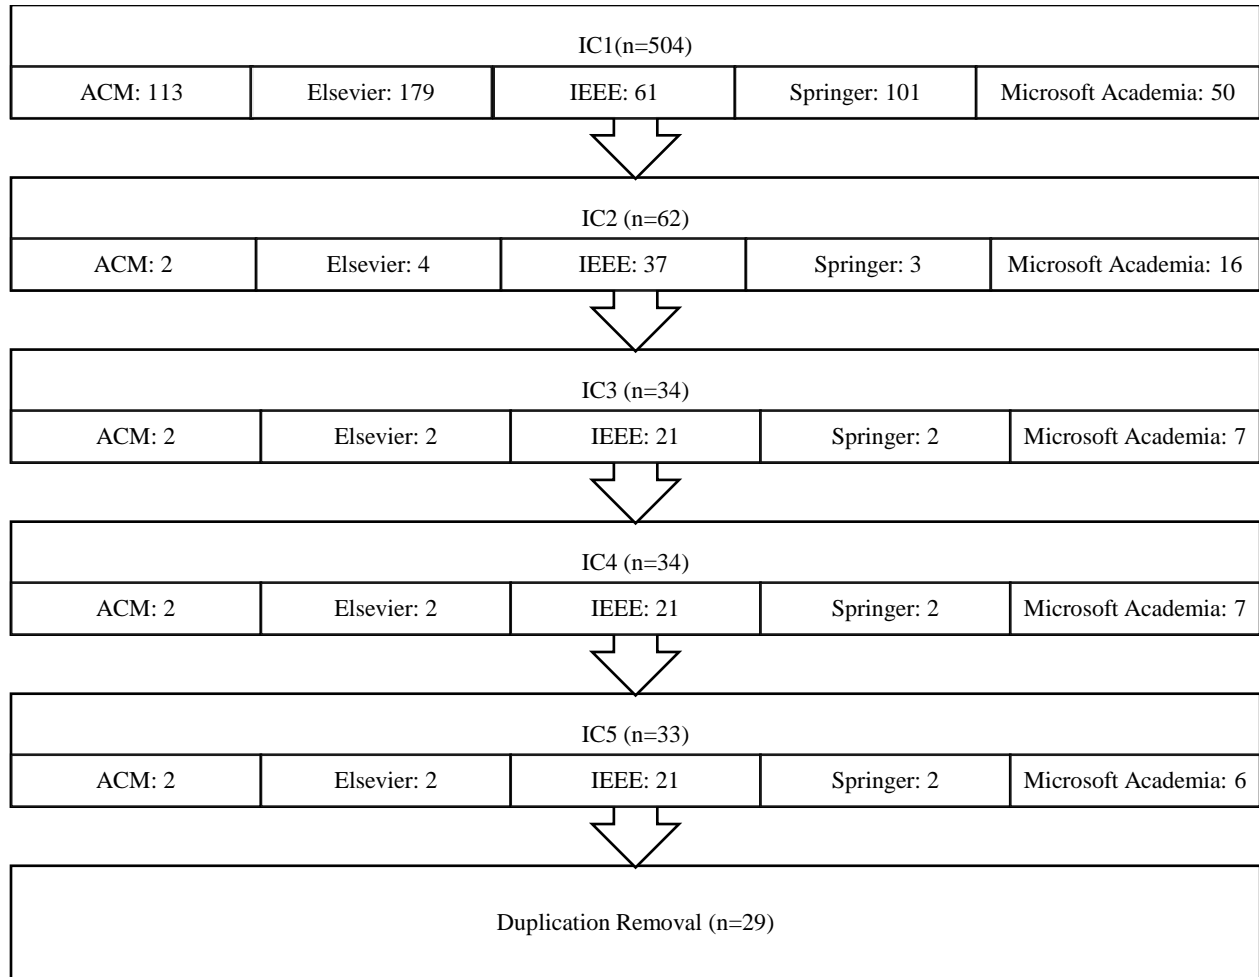 IC1(n=504)
ACM: 113 Elsevier: 179 IEEE: 61 Springer: 101 Microsoft Academia: 50
IC2 (n=62)
ACM: 2 Elsevier: 4 IEEE: 37 Springer: 3 Microsoft Academia: 16
IC3 (n=34)
ACM: 2 Elsevier: 2 IEEE: 21 Springer: 2 Microsoft Academia: 7
IC4 (n=34)
ACM: 2 Elsevier: 2 IEEE: 21 Springer: 2 Microsoft Academia: 7
IC5 (n=33)
ACM: 2 Elsevier: 2 IEEE: 21 Springer: 2 Microsoft Academia: 6
Duplication Removal (n=29)